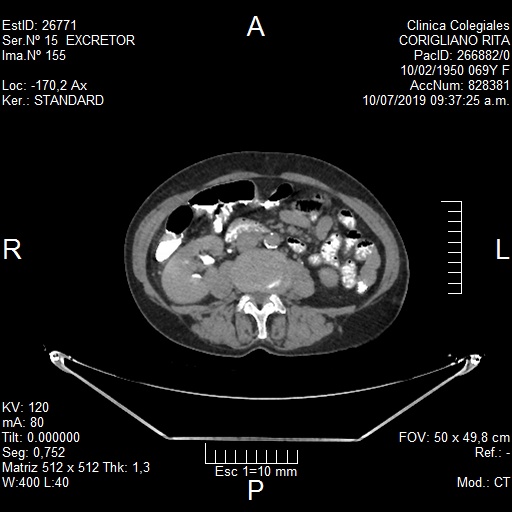 EstID: 26771
Ser.Nº 15 EXCRETOR
Ima.Nº 155
Loc: -170,2 Ax
Ker.: STANDARD
A
Clinica Colegiales
CORIGLIANO RITA
PacID: 266882/0
10/02/1950 069Y F
AccNum: 828381
10/07/2019 09:37:25 a.m.
R
L
KV: 120
mA: 80
Tilt: 0.000000
Seg: 0,752
Matriz 512 x 512 Thk: 1,3
W:400 L:40
Esc 1=10 mm
P
FOV: 50 x 49,8 cm
Ref.: -
Mod.: CT